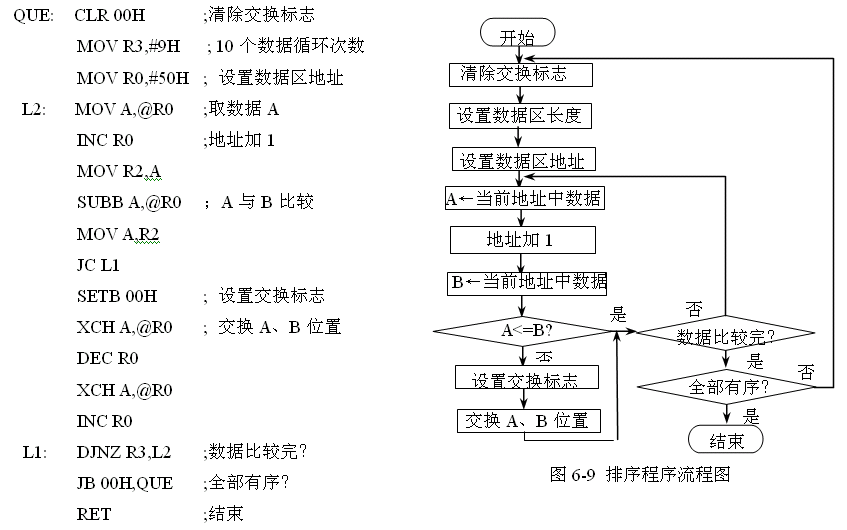 QUE: CLR 00H ;清除交换标志
MOV R3,#9H ; 10 个数据循环次数
MOV R0,#50H ; 设置数据区地址
L2: MOV A,@R0 ;取数据 A
INC R0 ;地址加 1
MOV R2,A
SUBB A,@R0 ; A 与 B 比较
MOV A,R2
JC L1
SETB 00H ; 设置交换标志
XCH A,@R0 ; 交换 A、B 位置
DEC R0
XCH A,@R0
INC R0
L1: DJNZ R3,L2 ;数据比较完?
JB 00H,QUE ;全部有序?
RET ;结束
开始
清除交换标志
设置数据区长度
设置数据区地址
A←当前地址中数据
地址加 1
B←当前地址中数据
A<=B?
是
否
设置交换标志
交换 A、B 位置
否
数据比较完?
是
全部有序?
否
是
结束
图 6-9 排序程序流程图